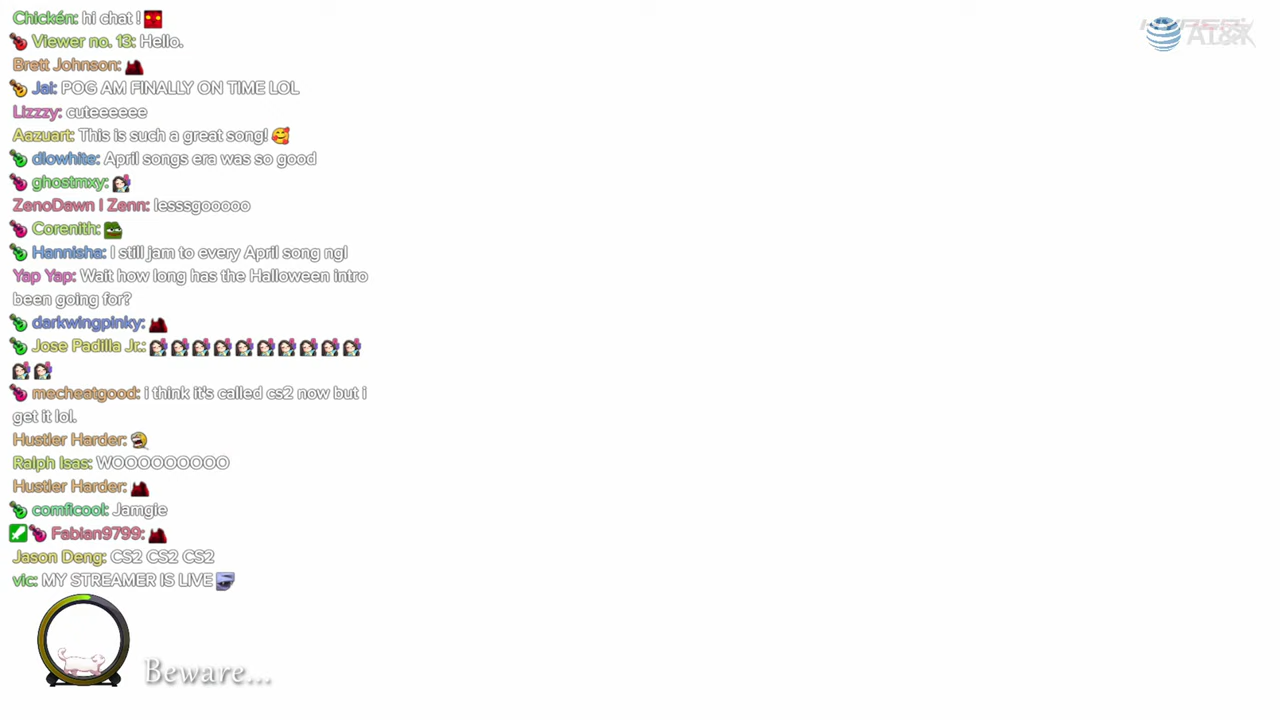 Chickén: hi chat !
Viewer no. 13: Hello.
Brett Johnson:
Jai: POG AM FINALLY ON TIME LOL
Lizzzy: cuteeeeee
Aazuart: This is such a great song!
dlowhite: April songs era was so good
ghostmxy:
ZenoDawn | Zenn: lesssgooooo
Corenith:
Hannisha: I still jam to every April song ngl
Yap Yap: Wait how long has the Halloween intro
been going for?
darkwingpinky:
Jose Padilla Jr.:
mecheatgood: i think it's called cs2 now but i
get it lol.
Hustler Harder:
Ralph Isas: WOOOOOOOOO
Hustler Harder:
comficool: Jamgie
Fabian9799:
Jason Deng: CS2 CS2 CS2
vic: MY STREAMER IS LIVE
Beware...
AT&T